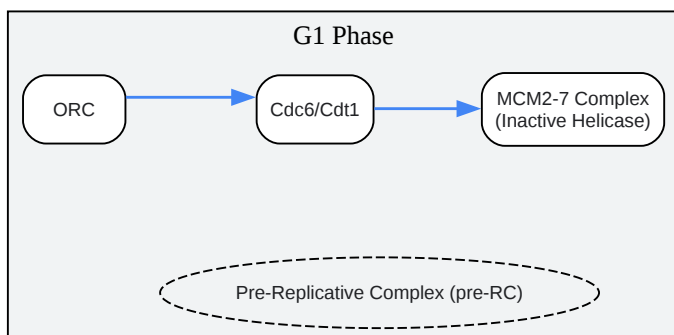 G1 Phase
ORC
Cdc6/Cdt1
MCM2-7 Complex
(Inactive Helicase)
Pre-Replicative Complex (pre-RC)